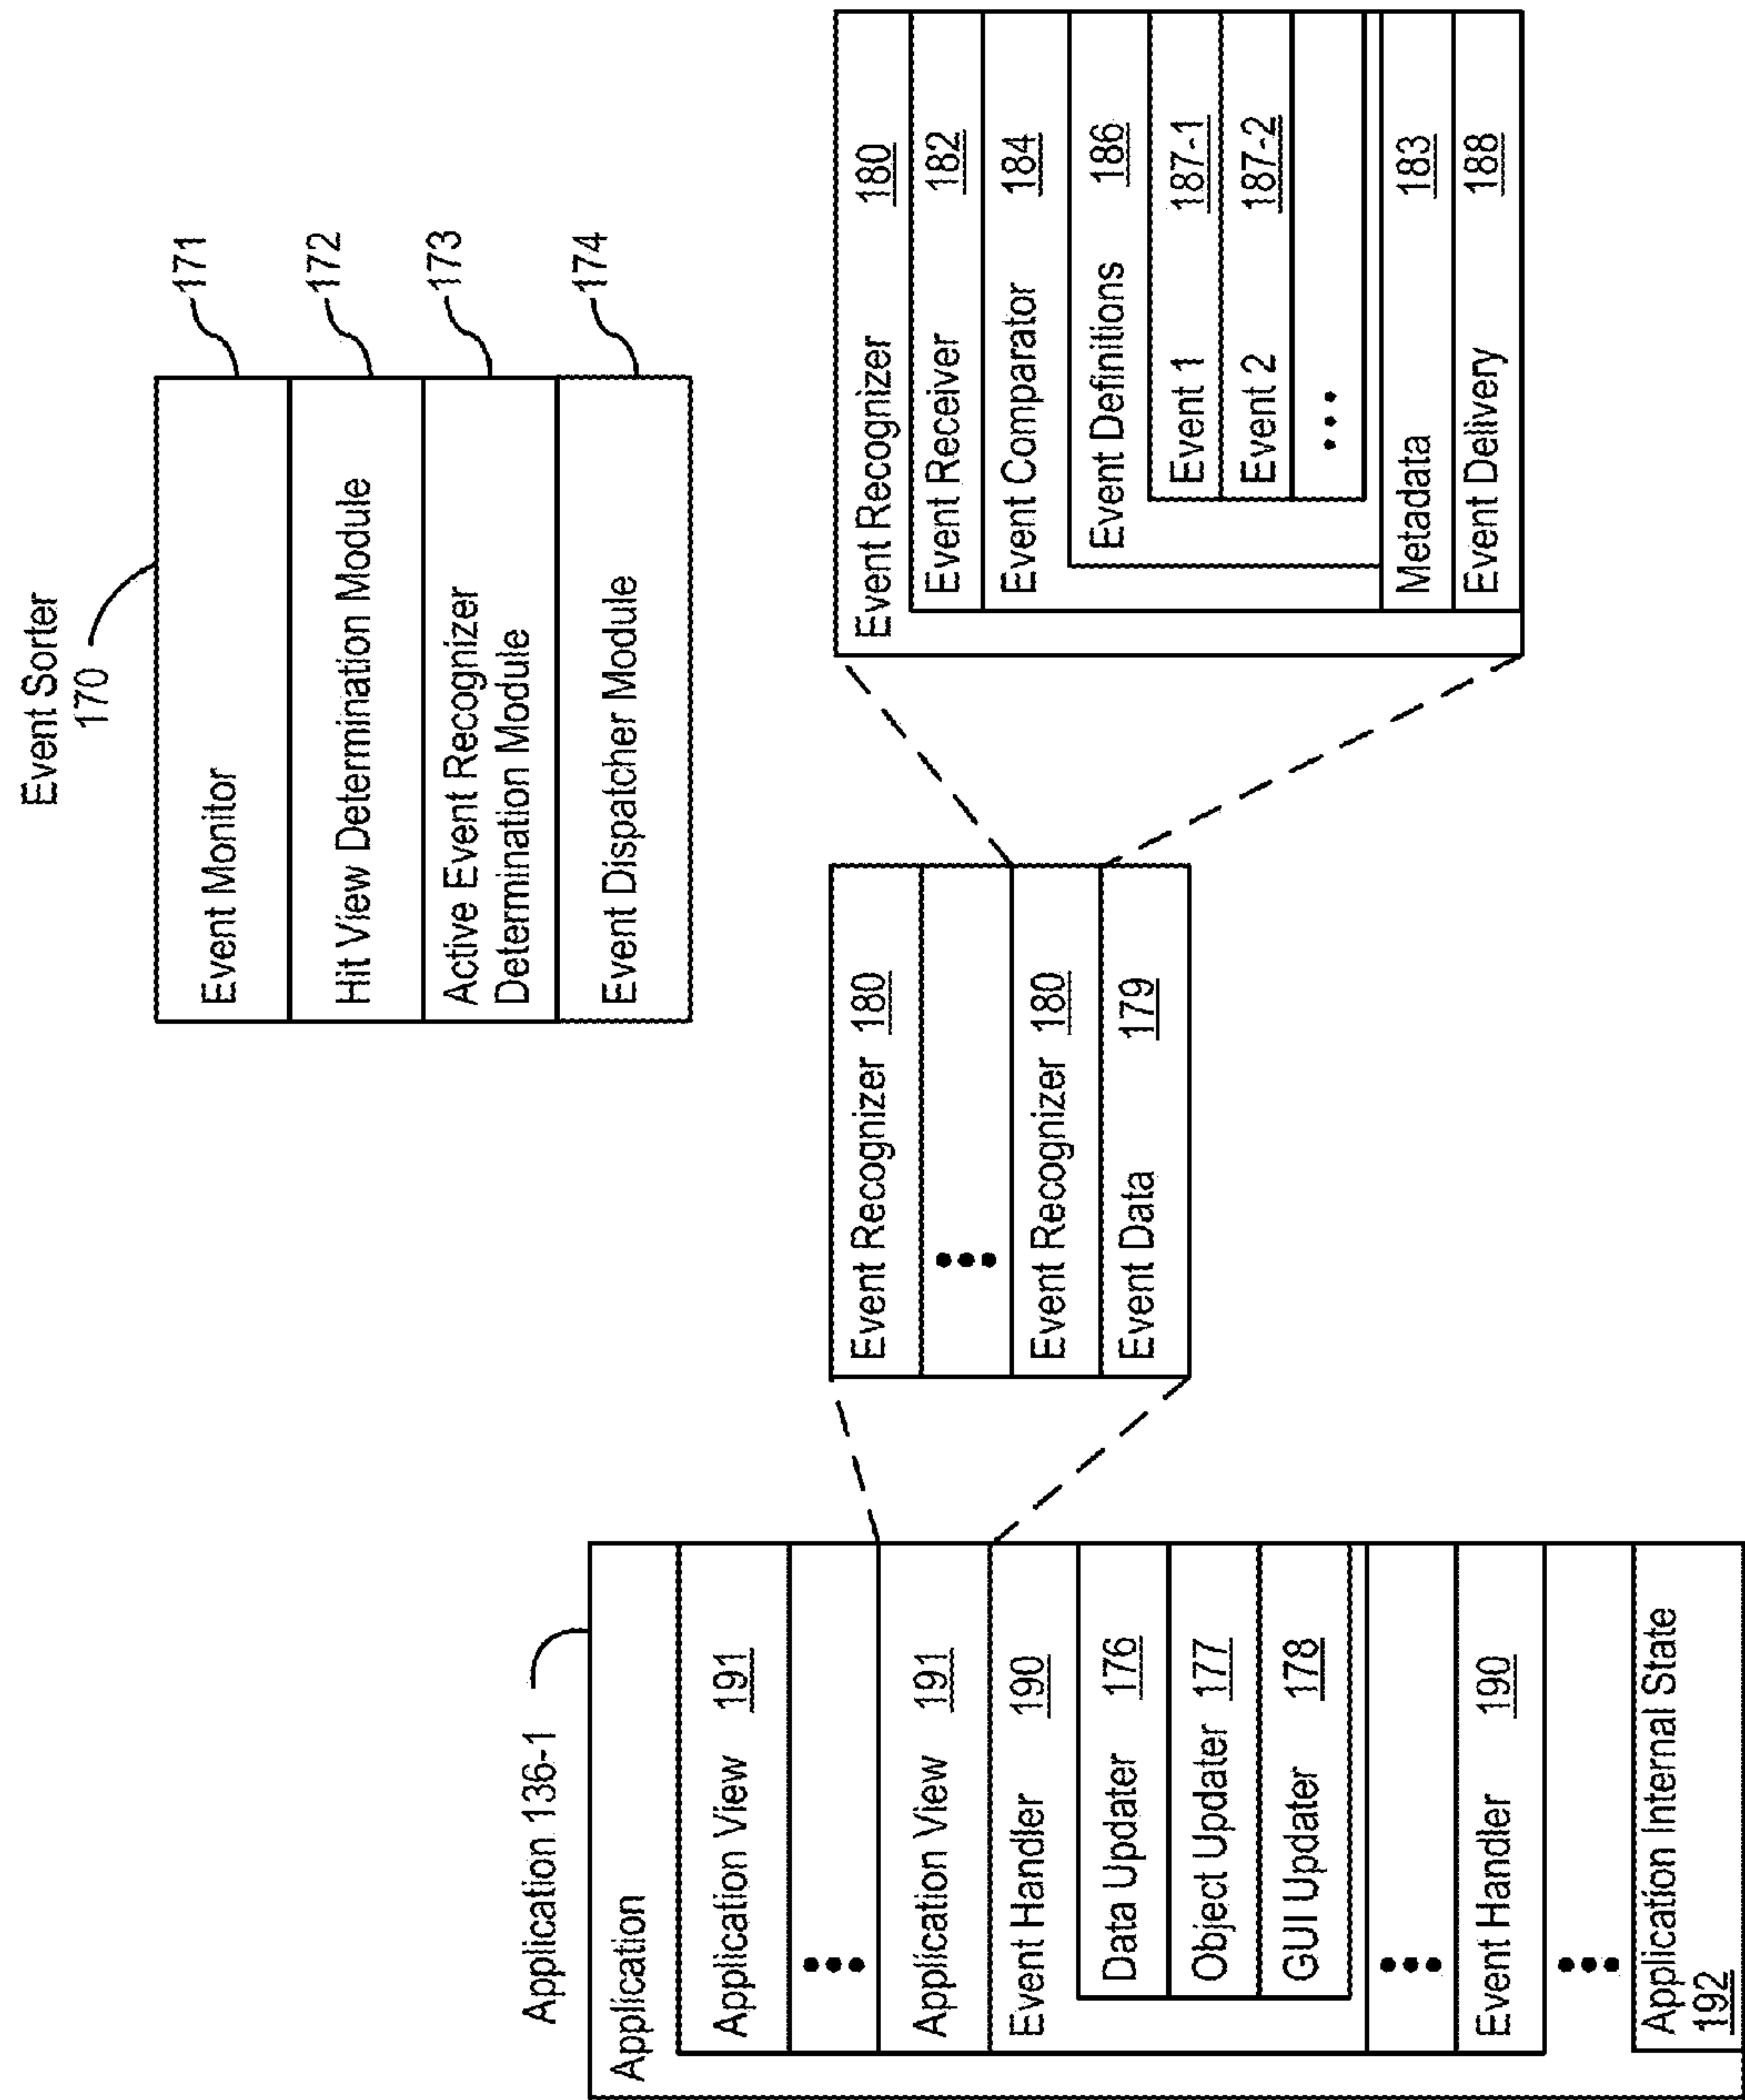 Event Sorter
170
Event Monitor
171
Hit View Determination Module
172
Active Event Recognizer
Determination Module
173
Event Dispatcher Module
174
Application 136-1
Application
Application View 191
•••
Application View 191
Event Handler 190
Data Updater 176
Object Updater 177
GUI Updater 178
•••
Event Handler 190
•••
Application Internal State
192
Event Recognizer 180
•••
Event Recognizer 180
Event Data 179
Event Recognizer 180
Event Receiver 182
Event Comparator 184
Event Definitions 186
Event 1 187-1
Event 2 187-2
•••
Metadata 183
Event Delivery 188